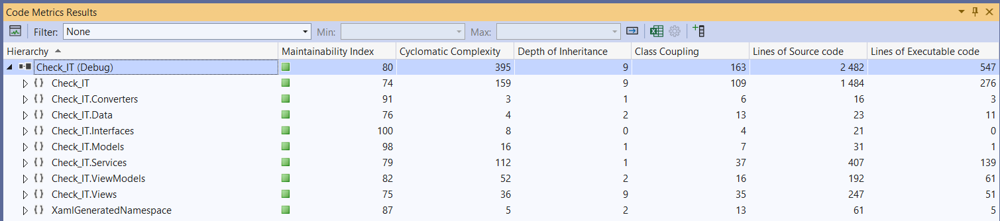 Code Metrics Results
Filter: None Min: Max:
Hierarchy Maintainability Index Cyclomatic Complexity Depth of Inheritance Class Coupling Lines of Source code Lines of Executable code
Check_IT (Debug) 80 395 9 163 2 482 547
{ } Check_IT 74 159 9 109 1 484 276
{ } Check_IT.Converters 91 3 1 6 16 3
{ } Check_IT.Data 76 4 2 13 23 11
{ } Check_IT.Interfaces 100 8 0 4 21 0
{ } Check_IT.Models 98 16 1 7 31 1
{ } Check_IT.Services 79 112 1 37 407 139
{ } Check_IT.ViewModels 82 52 2 16 192 61
{ } Check_IT.Views 75 36 9 35 247 51
{ } XamlGeneratedNamespace 87 5 2 13 61 5